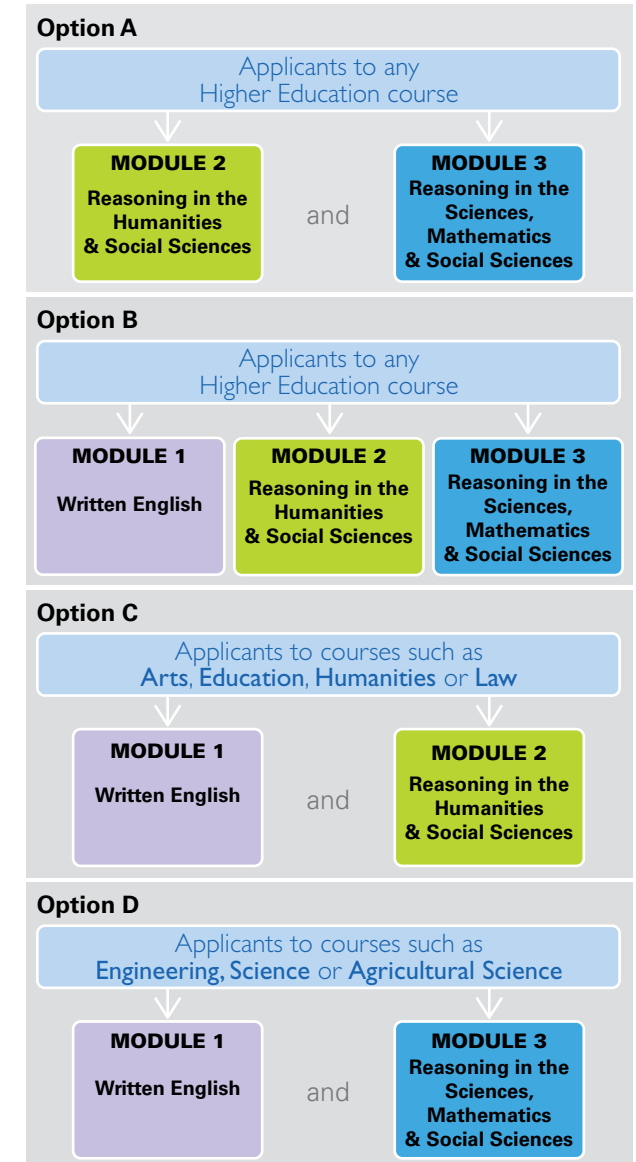 Option A
Applicants to any
Higher Education course
MODULE 2
Reasoning in the
Humanities
& Social Sciences
and
MODULE 3
Reasoning in the
Sciences,
Mathematics
& Social Sciences
Option B
Applicants to any
Higher Education course
MODULE 1
Written English
MODULE 2
Reasoning in the
Humanities
& Social Sciences
MODULE 3
Reasoning in the
Sciences,
Mathematics
& Social Sciences
Option C
Applicants to courses such as
Arts, Education, Humanities or Law
MODULE 1
Written English
and
MODULE 2
Reasoning in the
Humanities
& Social Sciences
Option D
Applicants to courses such as
Engineering, Science or Agricultural Science
MODULE 1
Written English
and
MODULE 3
Reasoning in the
Sciences,
Mathematics
& Social Sciences